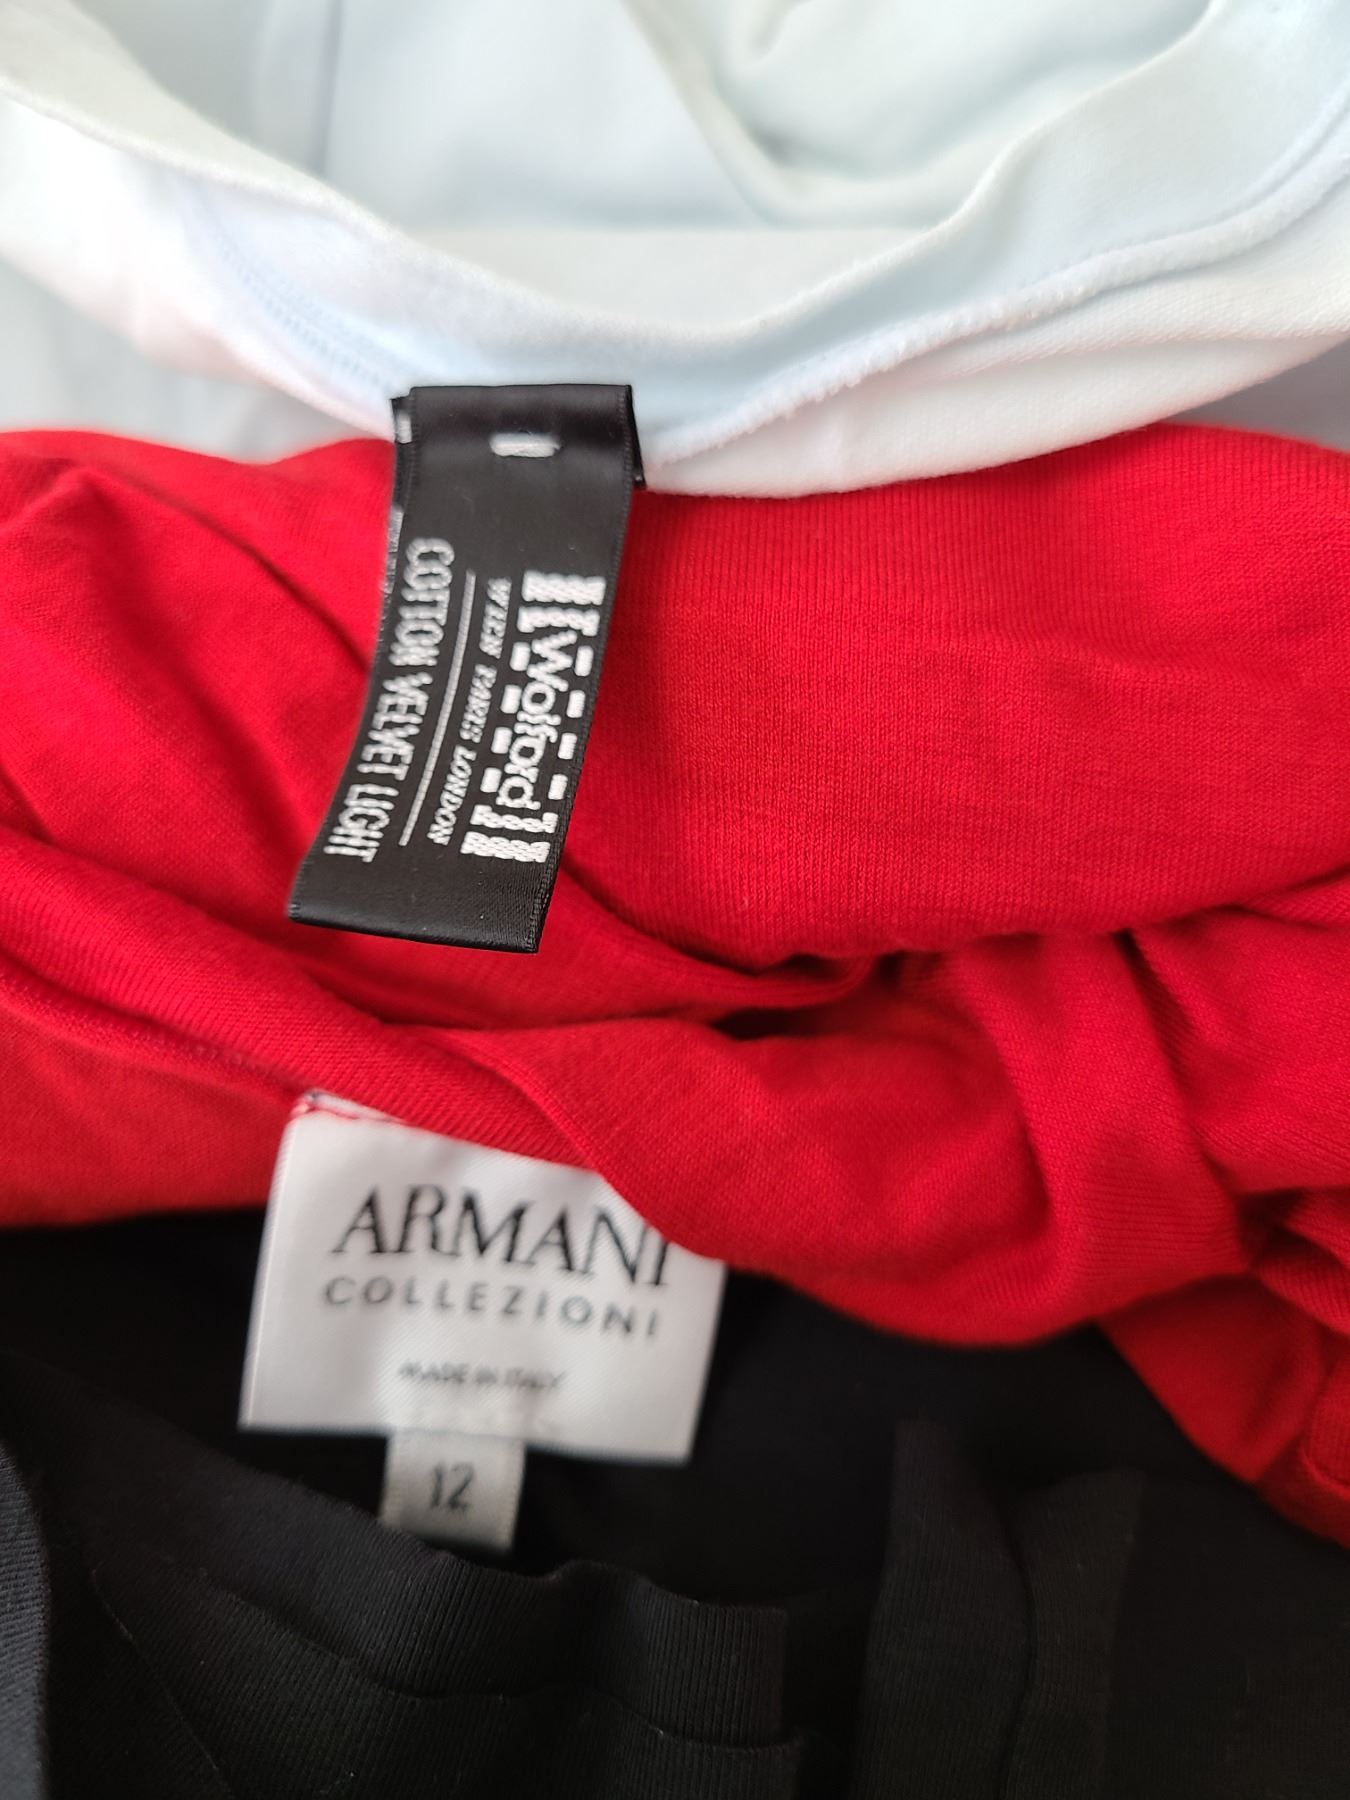 Wolford
WIEN PARIS LONDON
COTTON VELVET LIGHT
ARMANI
COLLEZIONI
MADE IN ITALY
12